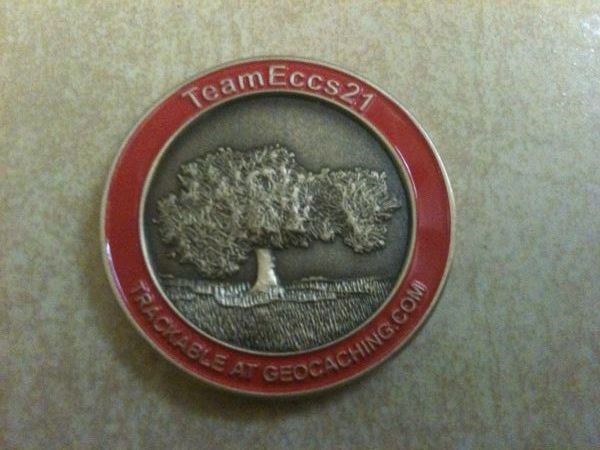 TeamEccs21
TRACKABLE AT GEOCACHING.COM!